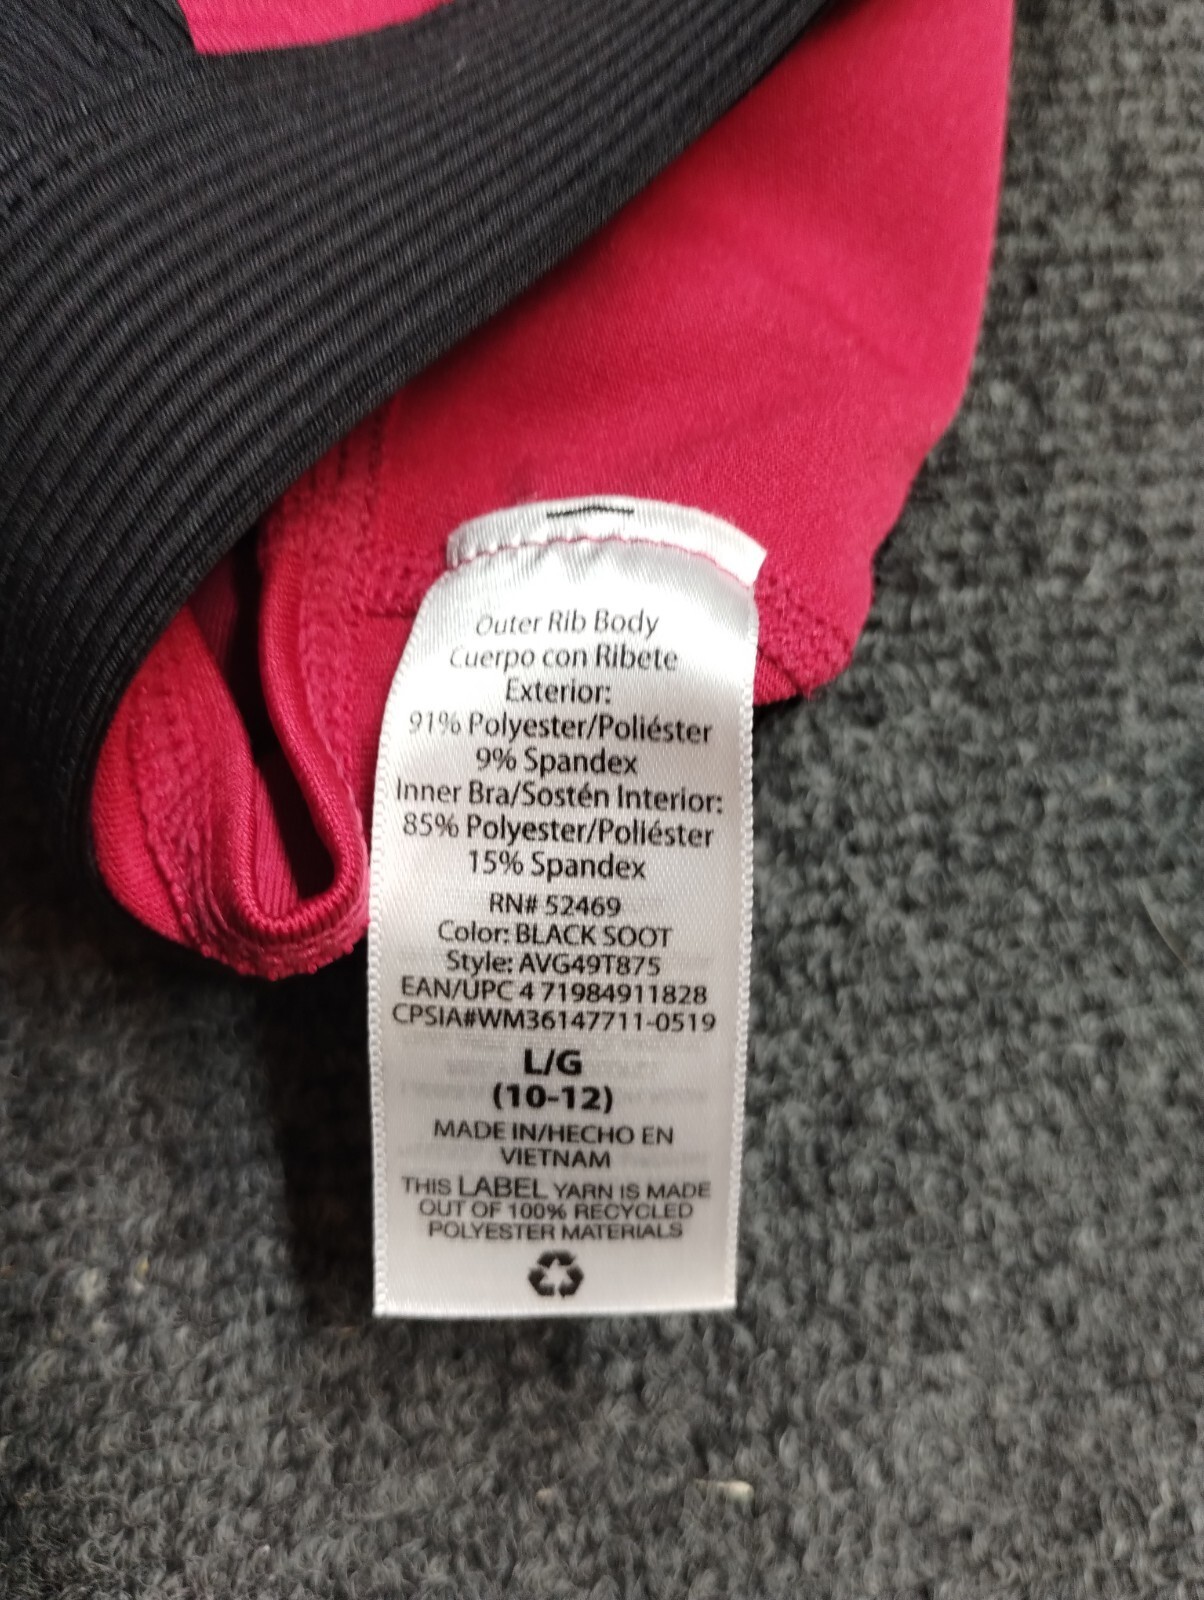 Outer Rib Body
Cuerpo con Ribete
Exterior:
91% Polyester/Poliéster
9% Spandex
Inner Bra/Sostén Interior:
85% Polyester/Poliéster
15% Spandex
RN# 52469
Color: BLACK SOOT
Style: AVG49T875
EAN/UPC 4 71984911828
CPSIA#WM36147711-0519
L/G
(10-12)
MADE IN/HECHO EN
VIETNAM
THIS LABEL YARN IS MADE
OUT OF 100% RECYCLED
POLYESTER MATERIALS